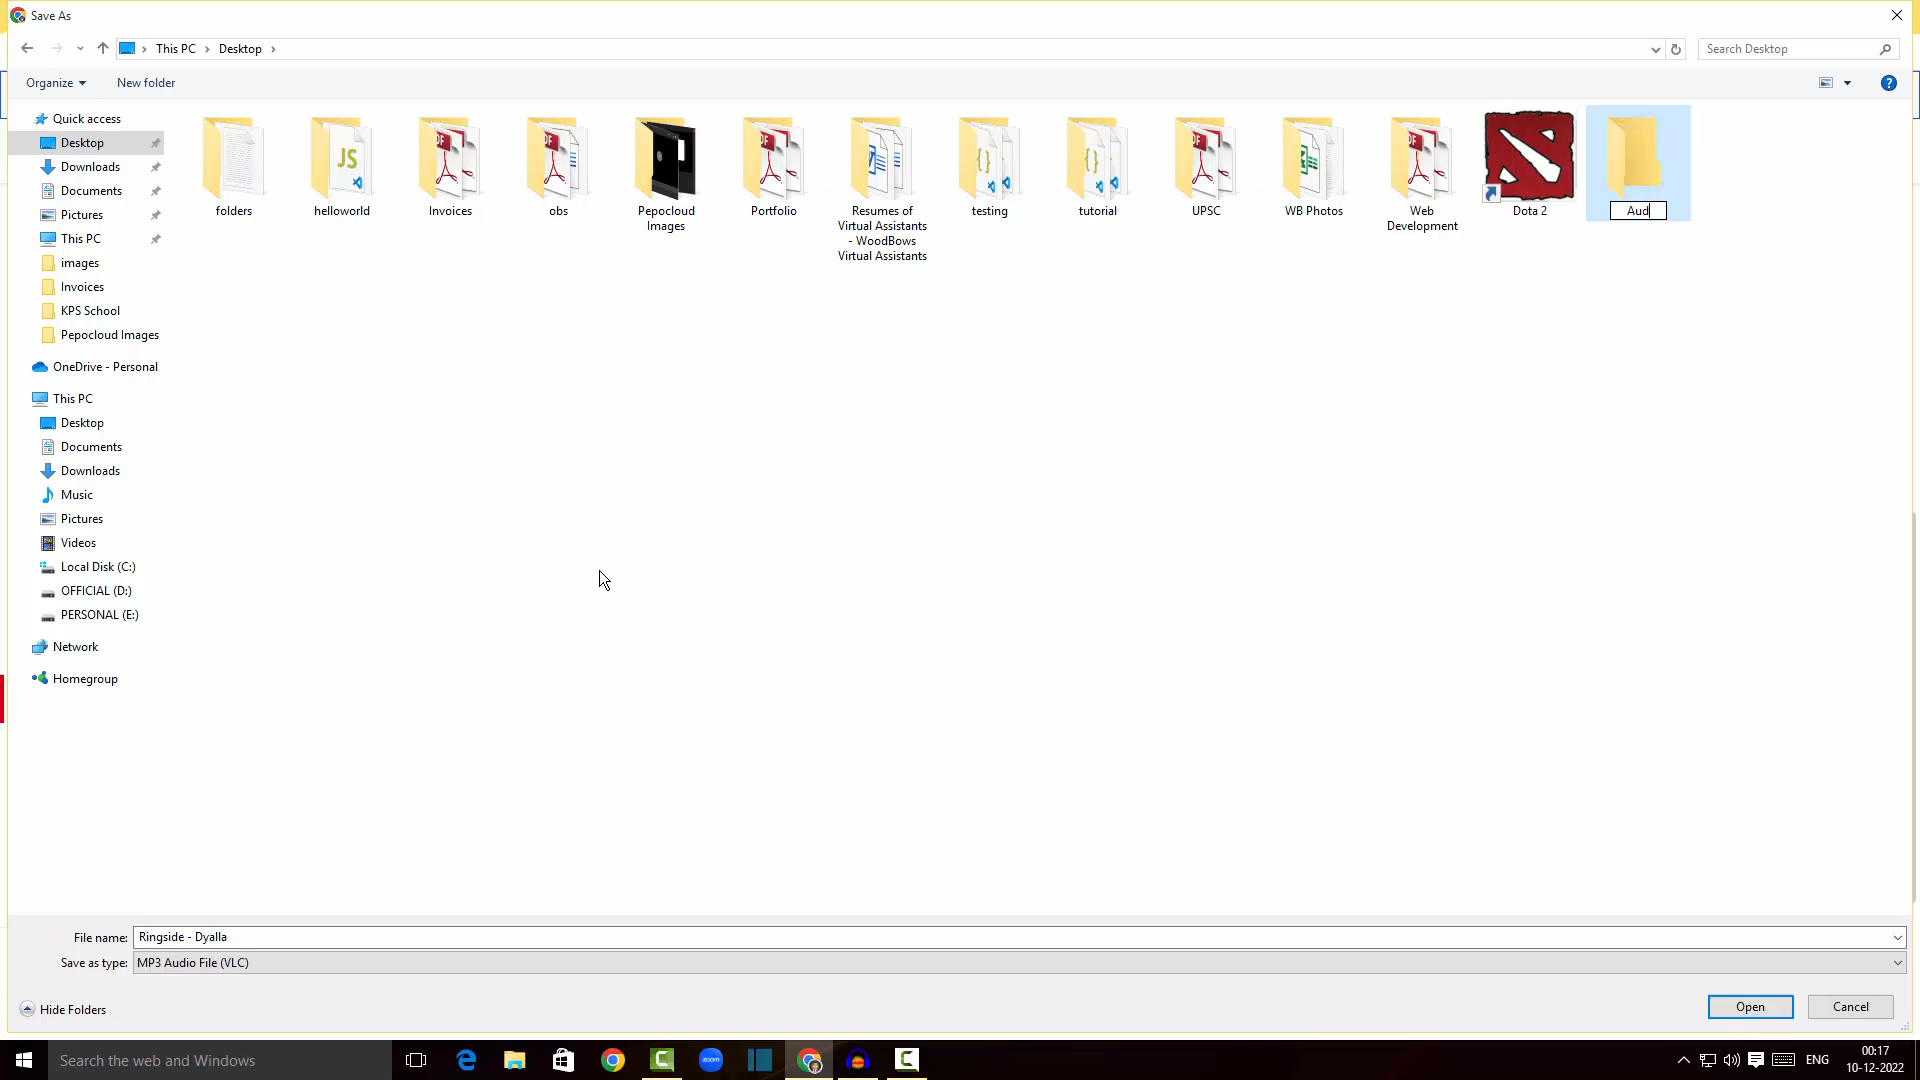 Save As
This PC
Desktop
Search Desktop
Organize
New folder
Quick access
Desktop
Downloads
Documents
Pictures
This PC
images
Invoices
KPS School
Pepocloud Images
OneDrive - Personal
This PC
Desktop
Documents
Downloads
Music
Pictures
Videos
Local Disk (C:)
OFFICIAL (D:)
PERSONAL (E:)
Network
Homegroup
JS
folders
helloworld
Invoices
obs
Pepocloud
Images
Portfolio
Resumes of
Virtual Assistants
- WoodBows
Virtual Assistants
testing
tutorial
UPSC
WB Photos
Web
Development
Dota 2
Aud
File name:
Ringside - Dyalla
Save as type:
MP3 Audio File (VLC)
Hide Folders
Open
Cancel
Search the web and Windows
zoom
ENG
00:17
10-12-2022